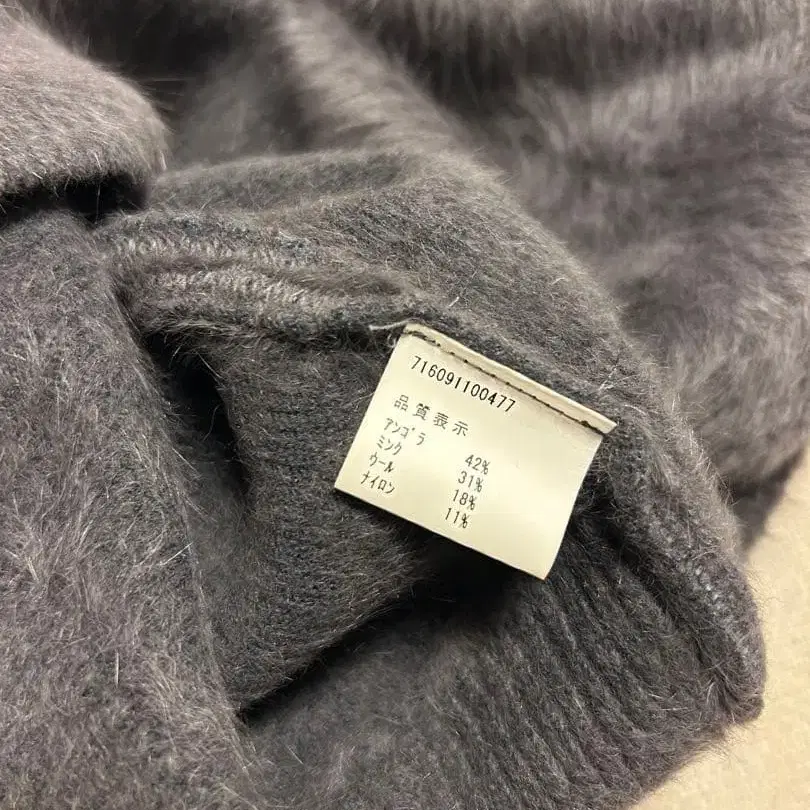 716091100477
品質表示
アンゴラ 42%
ミンク 31%
ウール 18%
ナイロン 11%